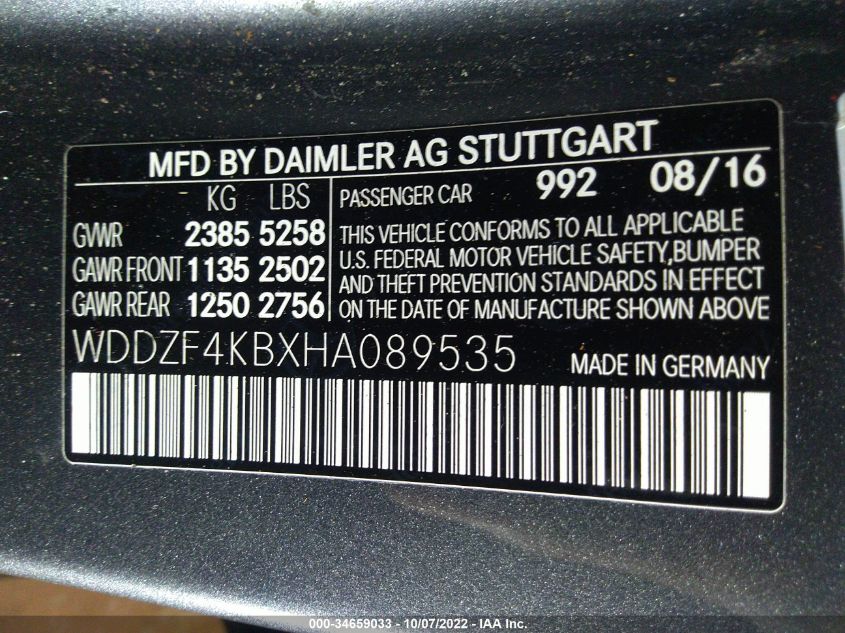 MFD BY DAIMLER AG STUTTGART
KG LBS
GVWR 2385 5258
GAWR FRONT 1135 2502
GAWR REAR 1250 2756
PASSENGER CAR 992 08/16
THIS VEHICLE CONFORMS TO ALL APPLICABLE
U.S. FEDERAL MOTOR VEHICLE SAFETY,BUMPER
AND THEFT PREVENTION STANDARDS IN EFFECT
ON THE DATE OF MANUFACTURE SHOWN ABOVE
WDDZF4KBXHA089535
MADE IN GERMANY
000-34659033 - 10/07/2022 - IAA, Inc.